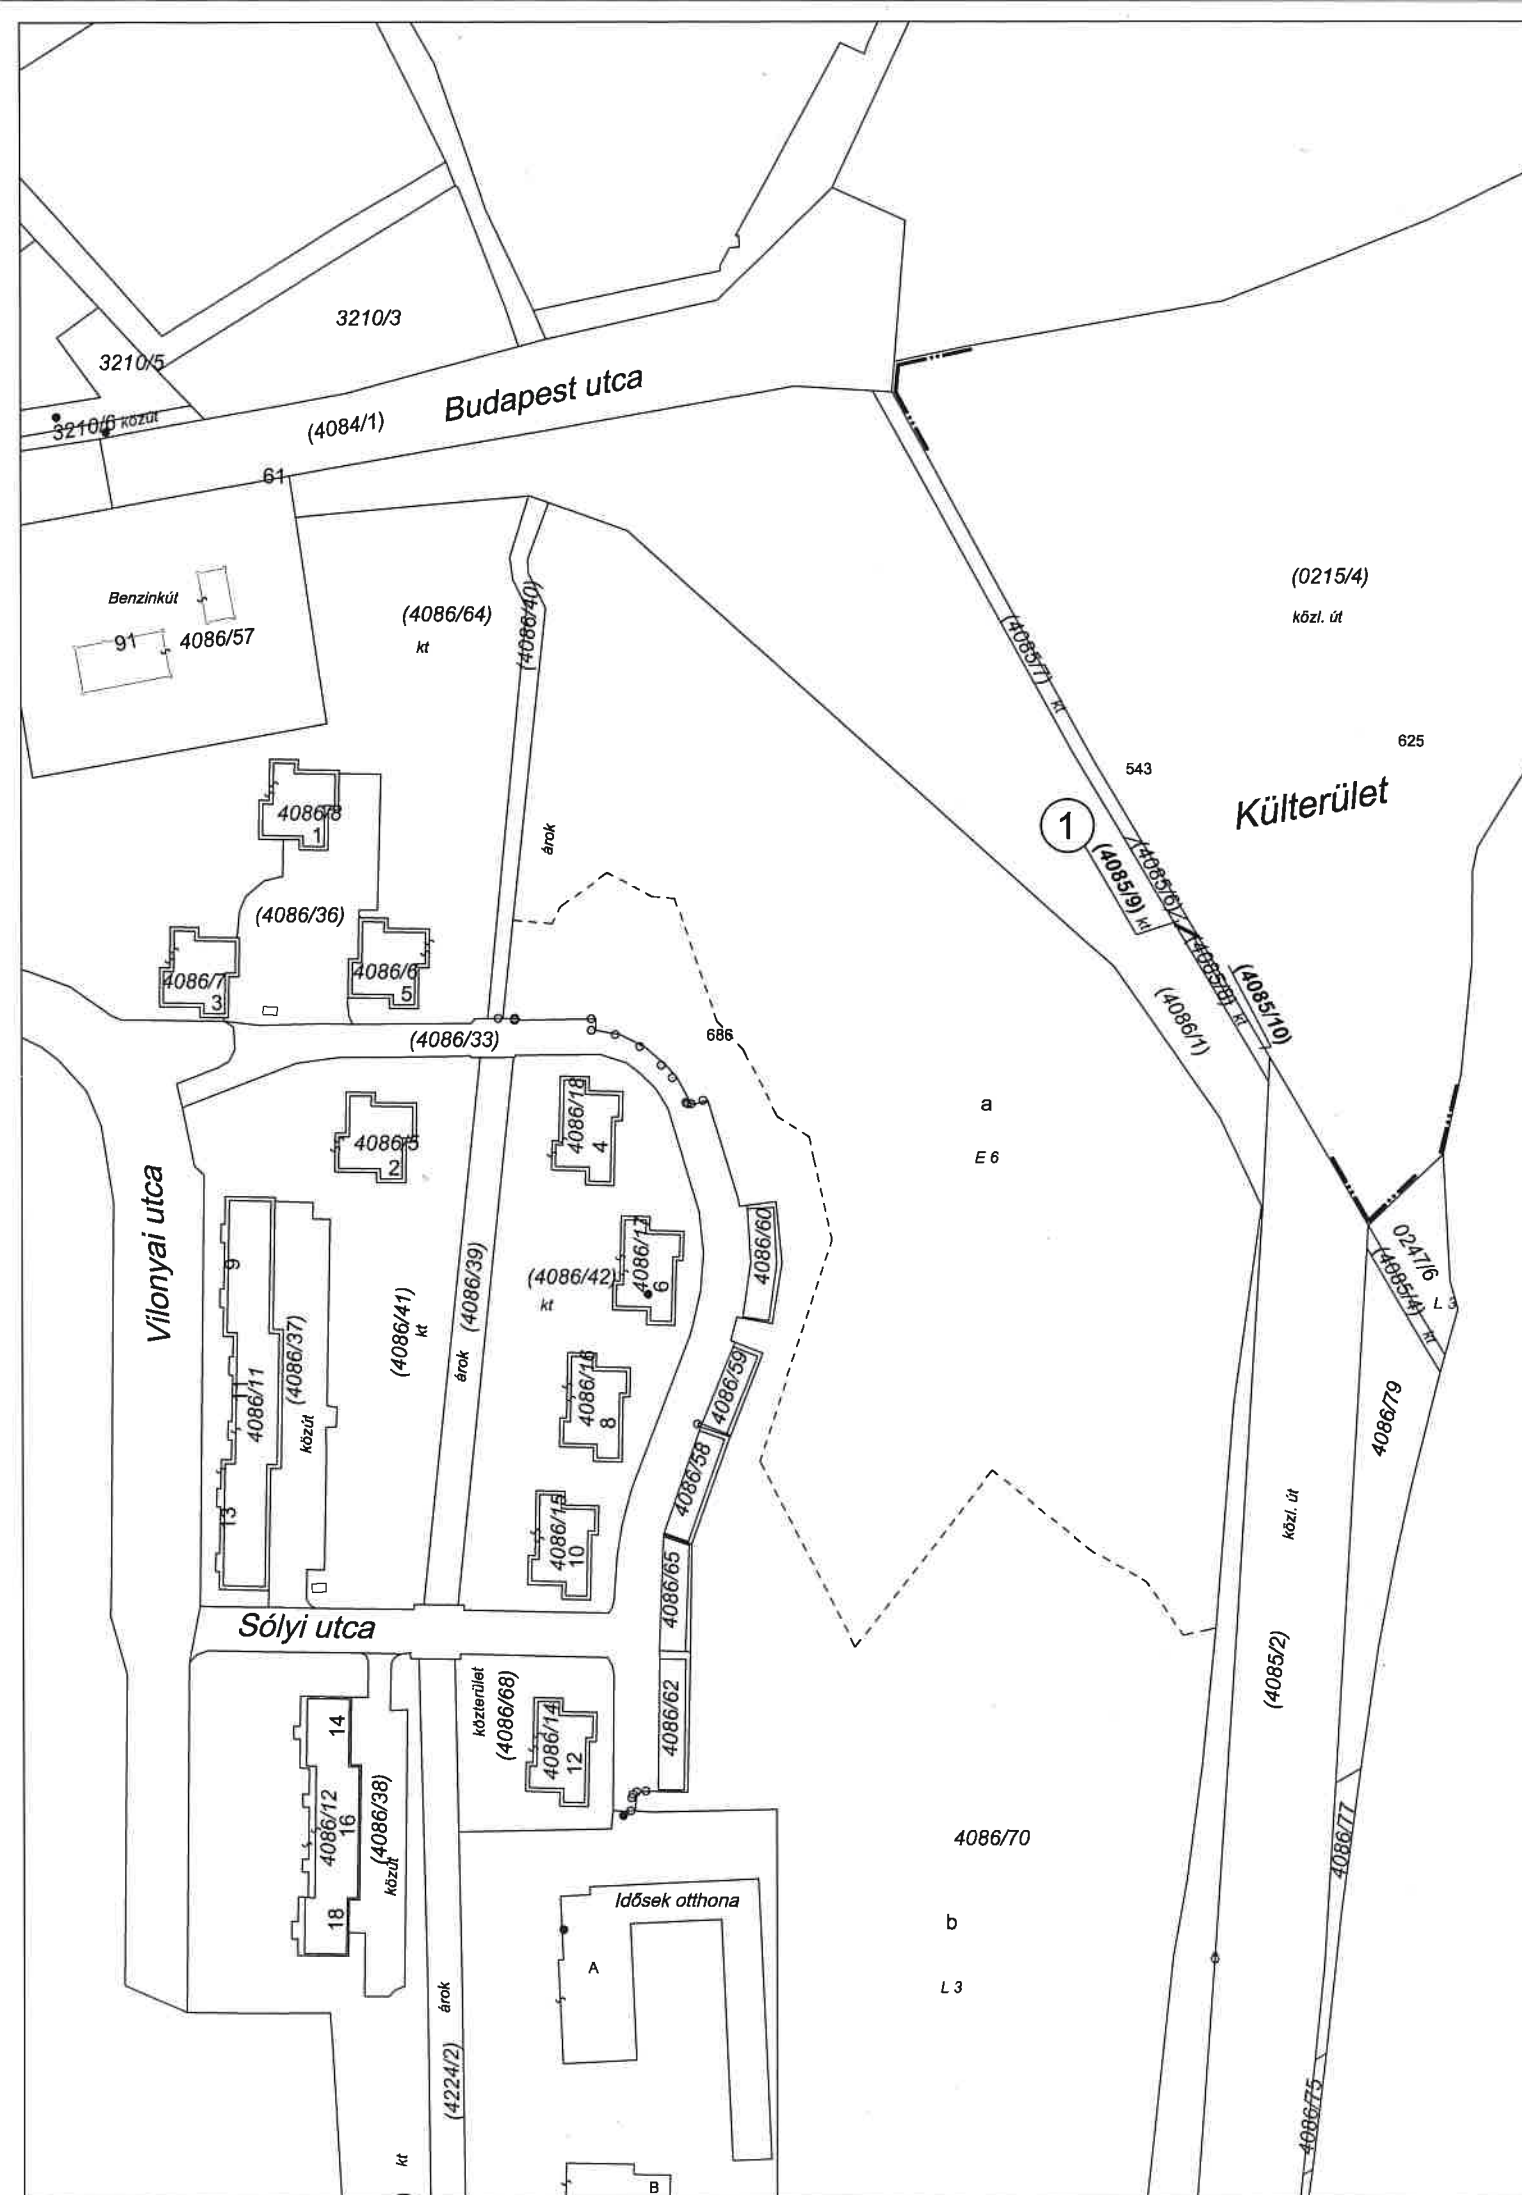 3210/3
3210/5
3210/6 közút
(4084/1)
Budapest utca
61
Benzinkút
91
4086/57
(4086/64)
kt
(4086/40)
árok
(0215/4)
közl. út
(4085/7) kt
543
625
Külterület
1
(4085/9) kt
(4085/6)
(4085/8) kt
(4085/10)
(4086/1)
4086/8
1
(4086/36)
4086/7
3
4086/6
5
(4086/33)
686
a
E 6
4086/5
2
4086/18
4
Vilonyai utca
9
4086/11
13
(4086/37)
közút
(4086/41)
kt
(4086/39)
árok
(4086/42)
kt
4086/17
6
4086/16
8
4086/15
10
4086/60
4086/59
4086/58
4086/65
4086/62
0247/6
(4085/4) kt
L 3
4086/79
közl. út
(4085/2)
Sólyi utca
közterület
(4086/68)
4086/14
12
14
4086/12
16
18
(4086/38)
közút
4086/70
b
L 3
4086/77
4086/75
Idősek otthona
A
árok
(4224/2)
kt
B